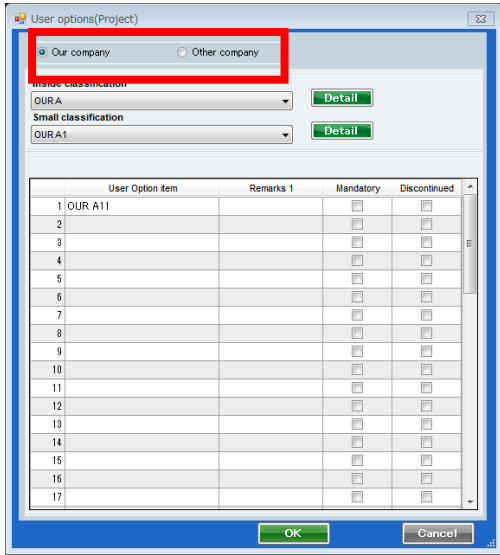 User options(Project)
Our company Other company
Inside classification
OUR A Detail
Small classification
OUR A1 Detail
User Option item Remarks 1 Mandatory Discontinued
1 OUR A11
2
3
4
5
6
7
8
9
10
11
12
13
14
15
16
17
OK Cancel